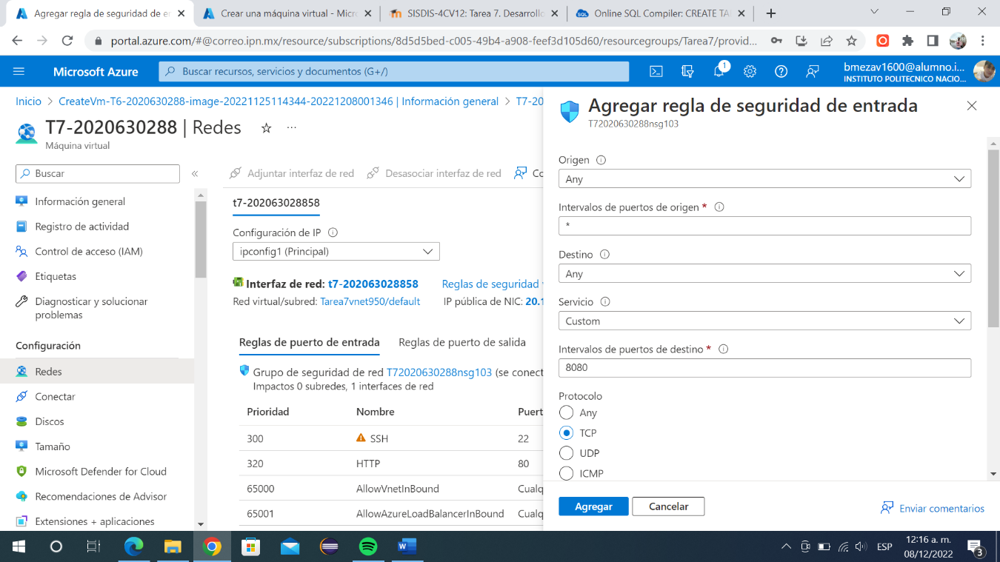 Agregar regla de seguridad de en
Crear una máquina virtual - Micr
SISDIS-4CV12: Tarea 7. Desarrollo
Online SQL Compiler: CREATE TA
portal.azure.com/#@correo.ipn.mx/resource/subscriptions/8d5d5bed-c005-49b4-a908-feef3d105d60/resourcegroups/Tarea7/provid...
Microsoft Azure
Buscar recursos, servicios y documentos (G+/)
1
bmezav1600@alumno.i...
INSTITUTO POLITECNICO NACIO...
Inicio > CreateVm-T6-2020630288-image-20221125114344-20221208001346 | Información general > T7-20
T7-2020630288 | Redes
Máquina virtual
Buscar
Información general
Registro de actividad
Control de acceso (IAM)
Etiquetas
Diagnosticar y solucionar
problemas
Configuración
Redes
Conectar
Discos
Tamaño
Microsoft Defender for Cloud
Recomendaciones de Advisor
Extensiones + aplicaciones
Adjuntar interfaz de red
Desasociar interfaz de red
Co
t7-202063028858
Configuración de IP
ipconfig1 (Principal)
Interfaz de red: t7-202063028858 Reglas de seguridad
Red virtual/subred: Tarea7vnet950/default IP pública de NIC: 20.1
Reglas de puerto de entrada Reglas de puerto de salida
Grupo de seguridad de red T72020630288nsg103 (se conect
Impactos 0 subredes, 1 interfaces de red
Prioridad Nombre Puert
300 SSH 22
320 HTTP 80
65000 AllowVnetInBound Cualq
65001 AllowAzureLoadBalancerInBound Cualq
Agregar regla de seguridad de entrada
T72020630288nsg103
Origen
Any
Intervalos de puertos de origen *
*
Destino
Any
Servicio
Custom
Intervalos de puertos de destino *
8080
Protocolo
Any
TCP
UDP
ICMP
Agregar
Cancelar
Enviar comentarios
ESP
12:16 a. m.
08/12/2022
3